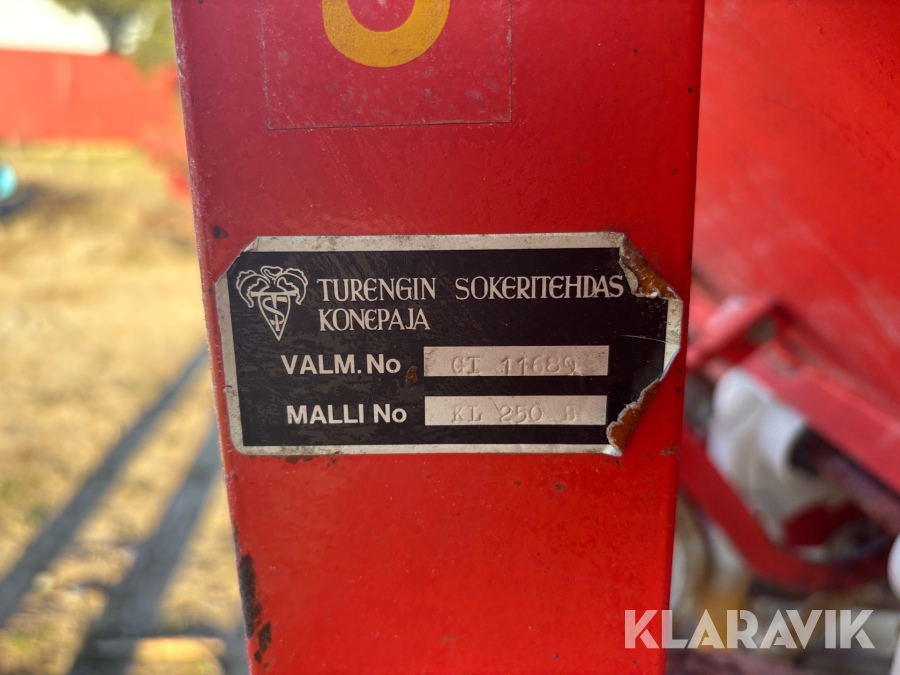 TURENGIN SOKERITEHDAS
KONEPAJA
VALM. No CI 11689
MALLI No KL 250 B
KLARAVIK